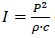 I = P²/(ρ·c)